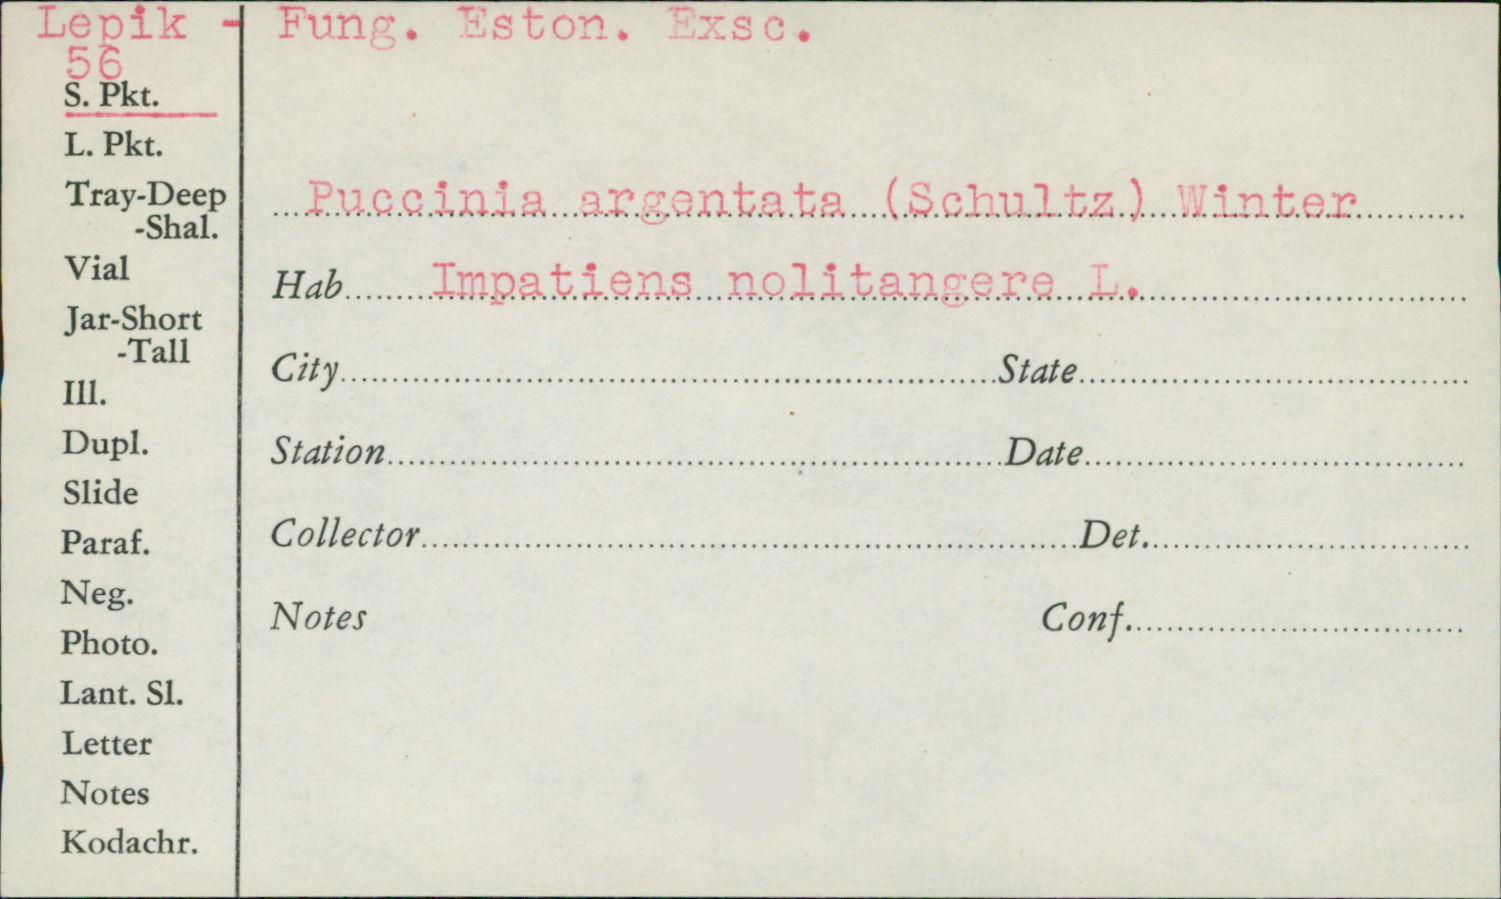 Lepik - Fung. Eston. Exsc.
56
S. Pkt.
L. Pkt.
Tray-Deep
-Shal.
Vial
Jar-Short
-Tall
Ill.
Dupl.
Slide
Paraf.
Neg.
Photo.
Lant. Sl.
Letter
Notes
Kodachr.
Puccinia argentata (Schultz) Winter
Hab Impatiens nolitangere L.
City State
Station Date
Collector Det.
Notes Conf.